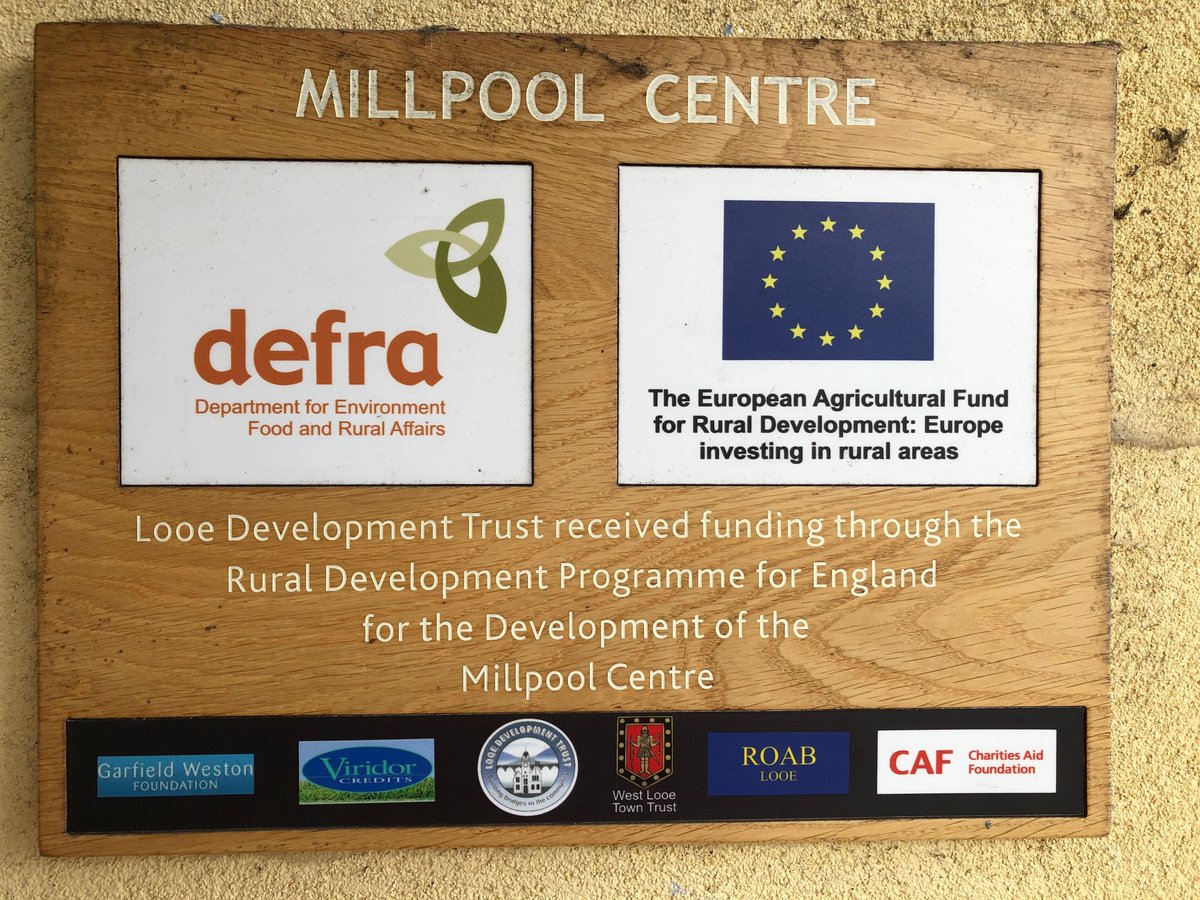 MILLPOOL CENTRE
defra
Department for Environment
Food and Rural Affairs
The European Agricultural Fund
for Rural Development: Europe
investing in rural areas
Looe Development Trust received funding through the
Rural Development Programme for England
for the Development of the
Millpool Centre
Garfield Weston
FOUNDATION
Viridor
CREDITS
LOOE DEVELOPMENT TRUST
bridges in the
West Looe
Town Trust
ROAB
LOOE
CAF
Charities Aid
Foundation